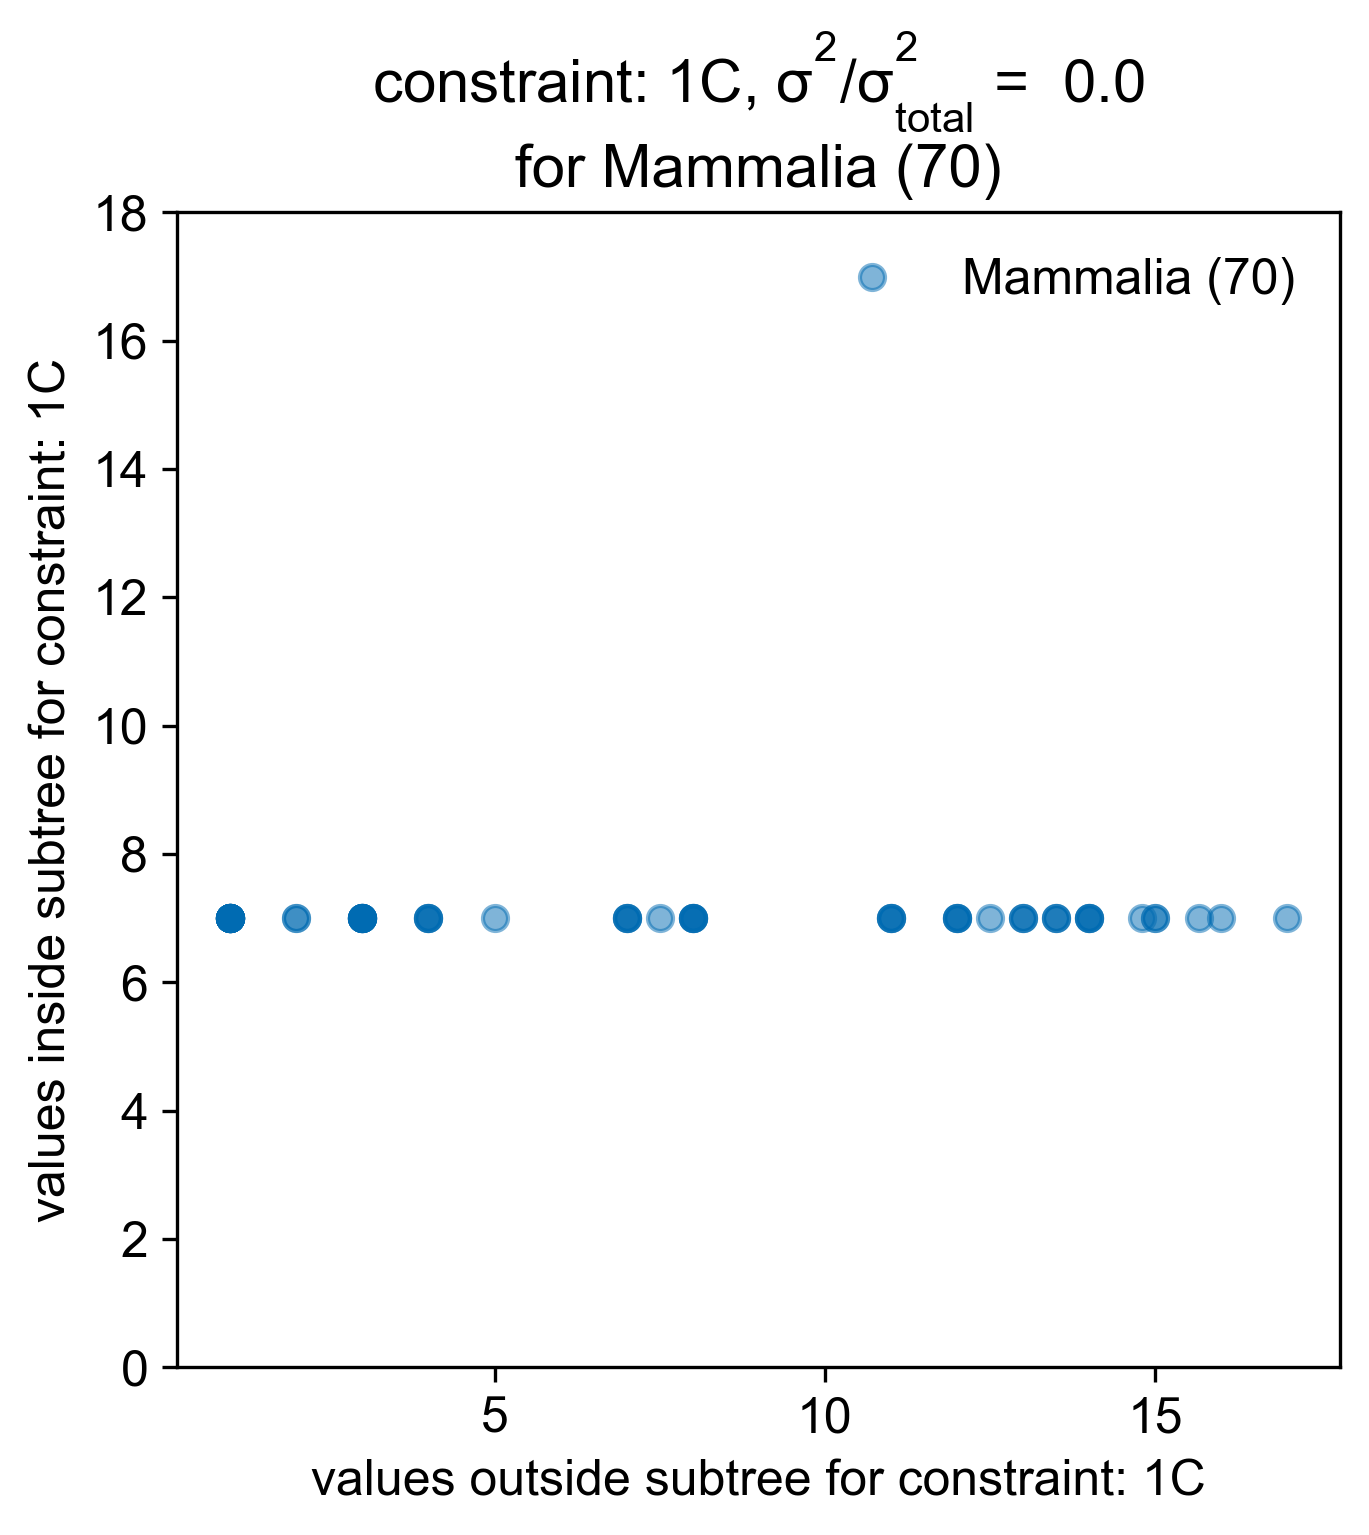 constraint: 1C, σ²/σ²total = 0.0
for Mammalia (70)
Mammalia (70)
values inside subtree for constraint: 1C
18
16
14
12
10
8
6
4
2
0
5 10 15
values outside subtree for constraint: 1C